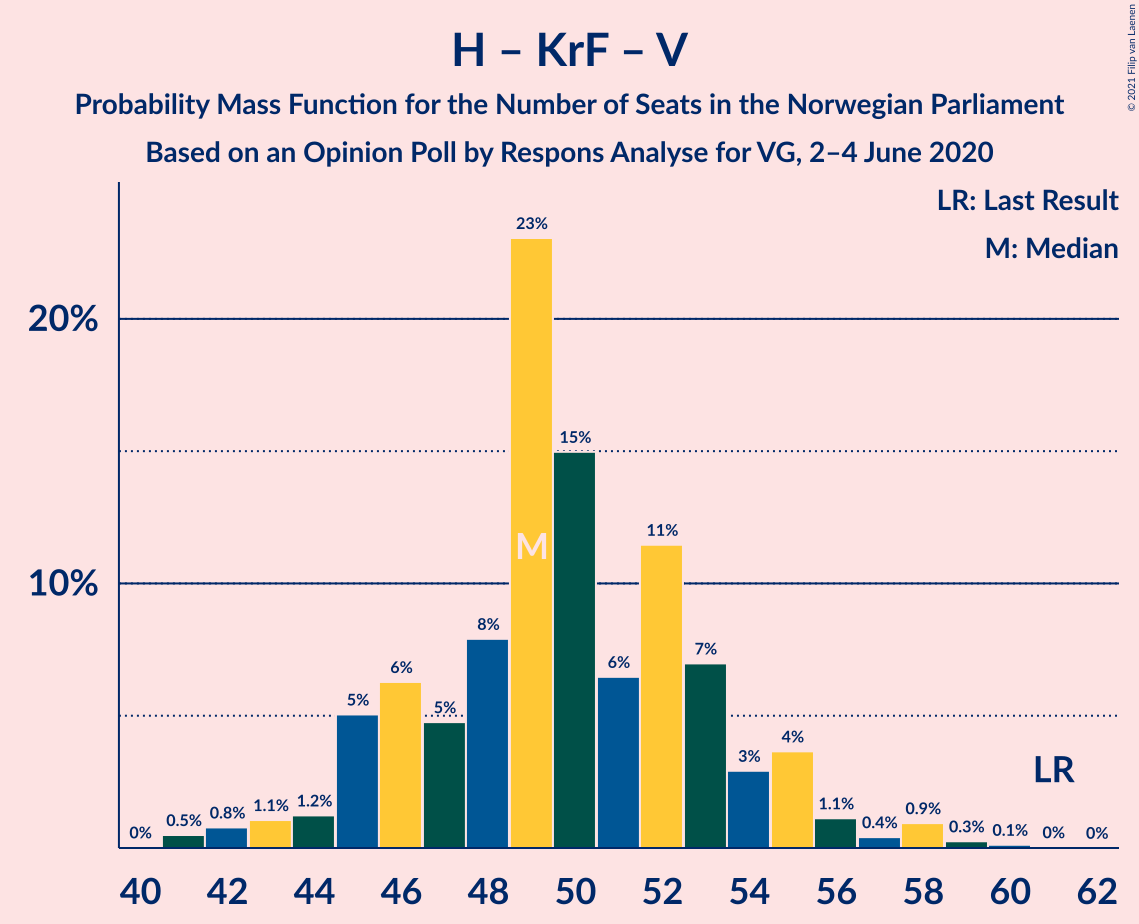 H – KrF – V
Probability Mass Function for the Number of Seats in the Norwegian Parliament
Based on an Opinion Poll by Respons Analyse for VG, 2–4 June 2020
© 2021 Filip van Laenen
LR: Last Result
M: Median
20%
10%
0%
0.5%
0.8%
1.1%
1.2%
5%
6%
5%
8%
23%
M
15%
6%
11%
7%
3%
4%
1.1%
0.4%
0.9%
0.3%
0.1%
LR
0%
0%
40 42 44 46 48 50 52 54 56 58 60 62